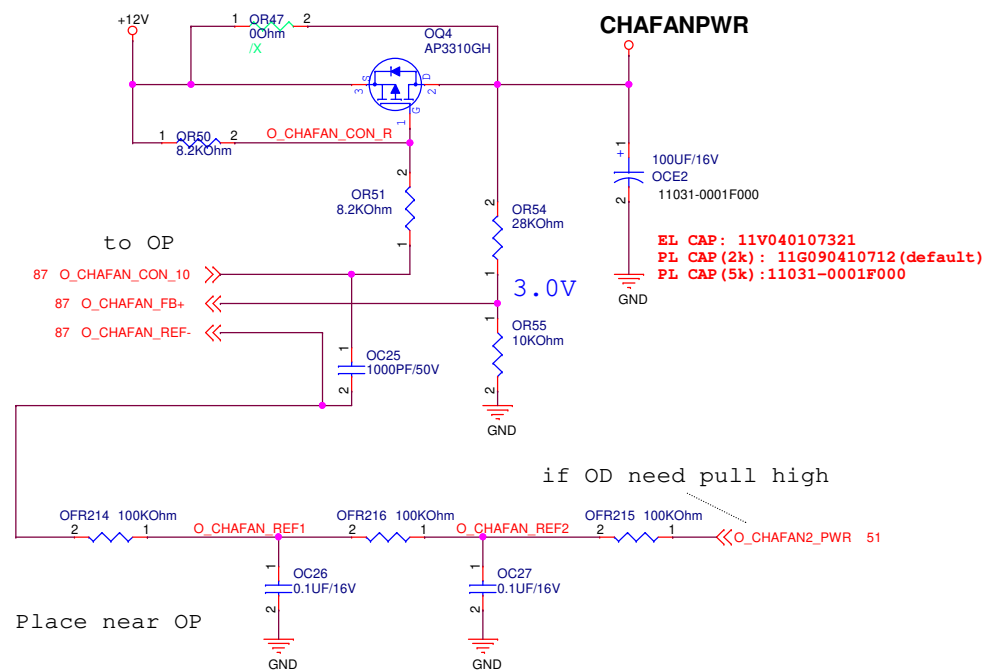 +12V
1
OR47
2
0Ohm
/X
OQ4
AP3310GH
CHAFANPWR
3
S
D
2
G
1
1
OR50
2
8.2KOhm
O_CHAFAN_CON_R
+
1
100UF/16V
OCE2
2
11031-0001F000
2
OR51
8.2KOhm
1
2
OR54
28KOhm
1
EL CAP: 11V040107321
PL CAP(2k): 11G090410712(default)
PL CAP(5k):11031-0001F000
GND
to OP
87 O_CHAFAN_CON_10
87 O_CHAFAN_FB+
87 O_CHAFAN_REF-
3.0V
1
OR55
10KOhm
2
GND
1
OC25
1000PF/50V
2
if OD need pull high
OFR214 100KOhm
2
1
O_CHAFAN_REF1
OFR216 100KOhm
2
1
O_CHAFAN_REF2
OFR215 100KOhm
2
1
O_CHAFAN2_PWR 51
1
OC26
0.1UF/16V
2
GND
1
OC27
0.1UF/16V
2
GND
Place near OP